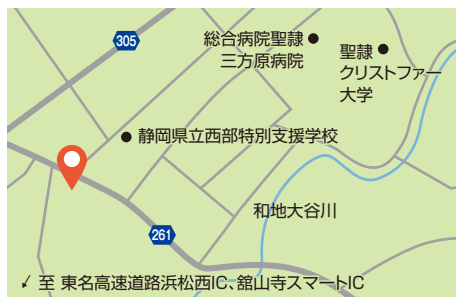 305
総合病院聖隷
三方原病院
聖隷
クリストファー
大学
静岡県立西部特別支援学校
和地大谷川
261
↙ 至 東名高速道路浜松西IC、舘山寺スマートIC